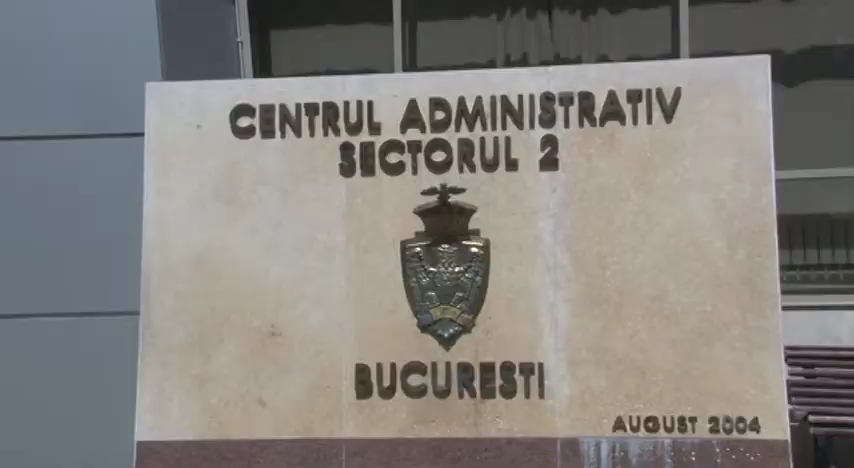 CENTRUL ADMINISTRATIV
SECTORUL 2
BUCURESTI
AUGUST 2004